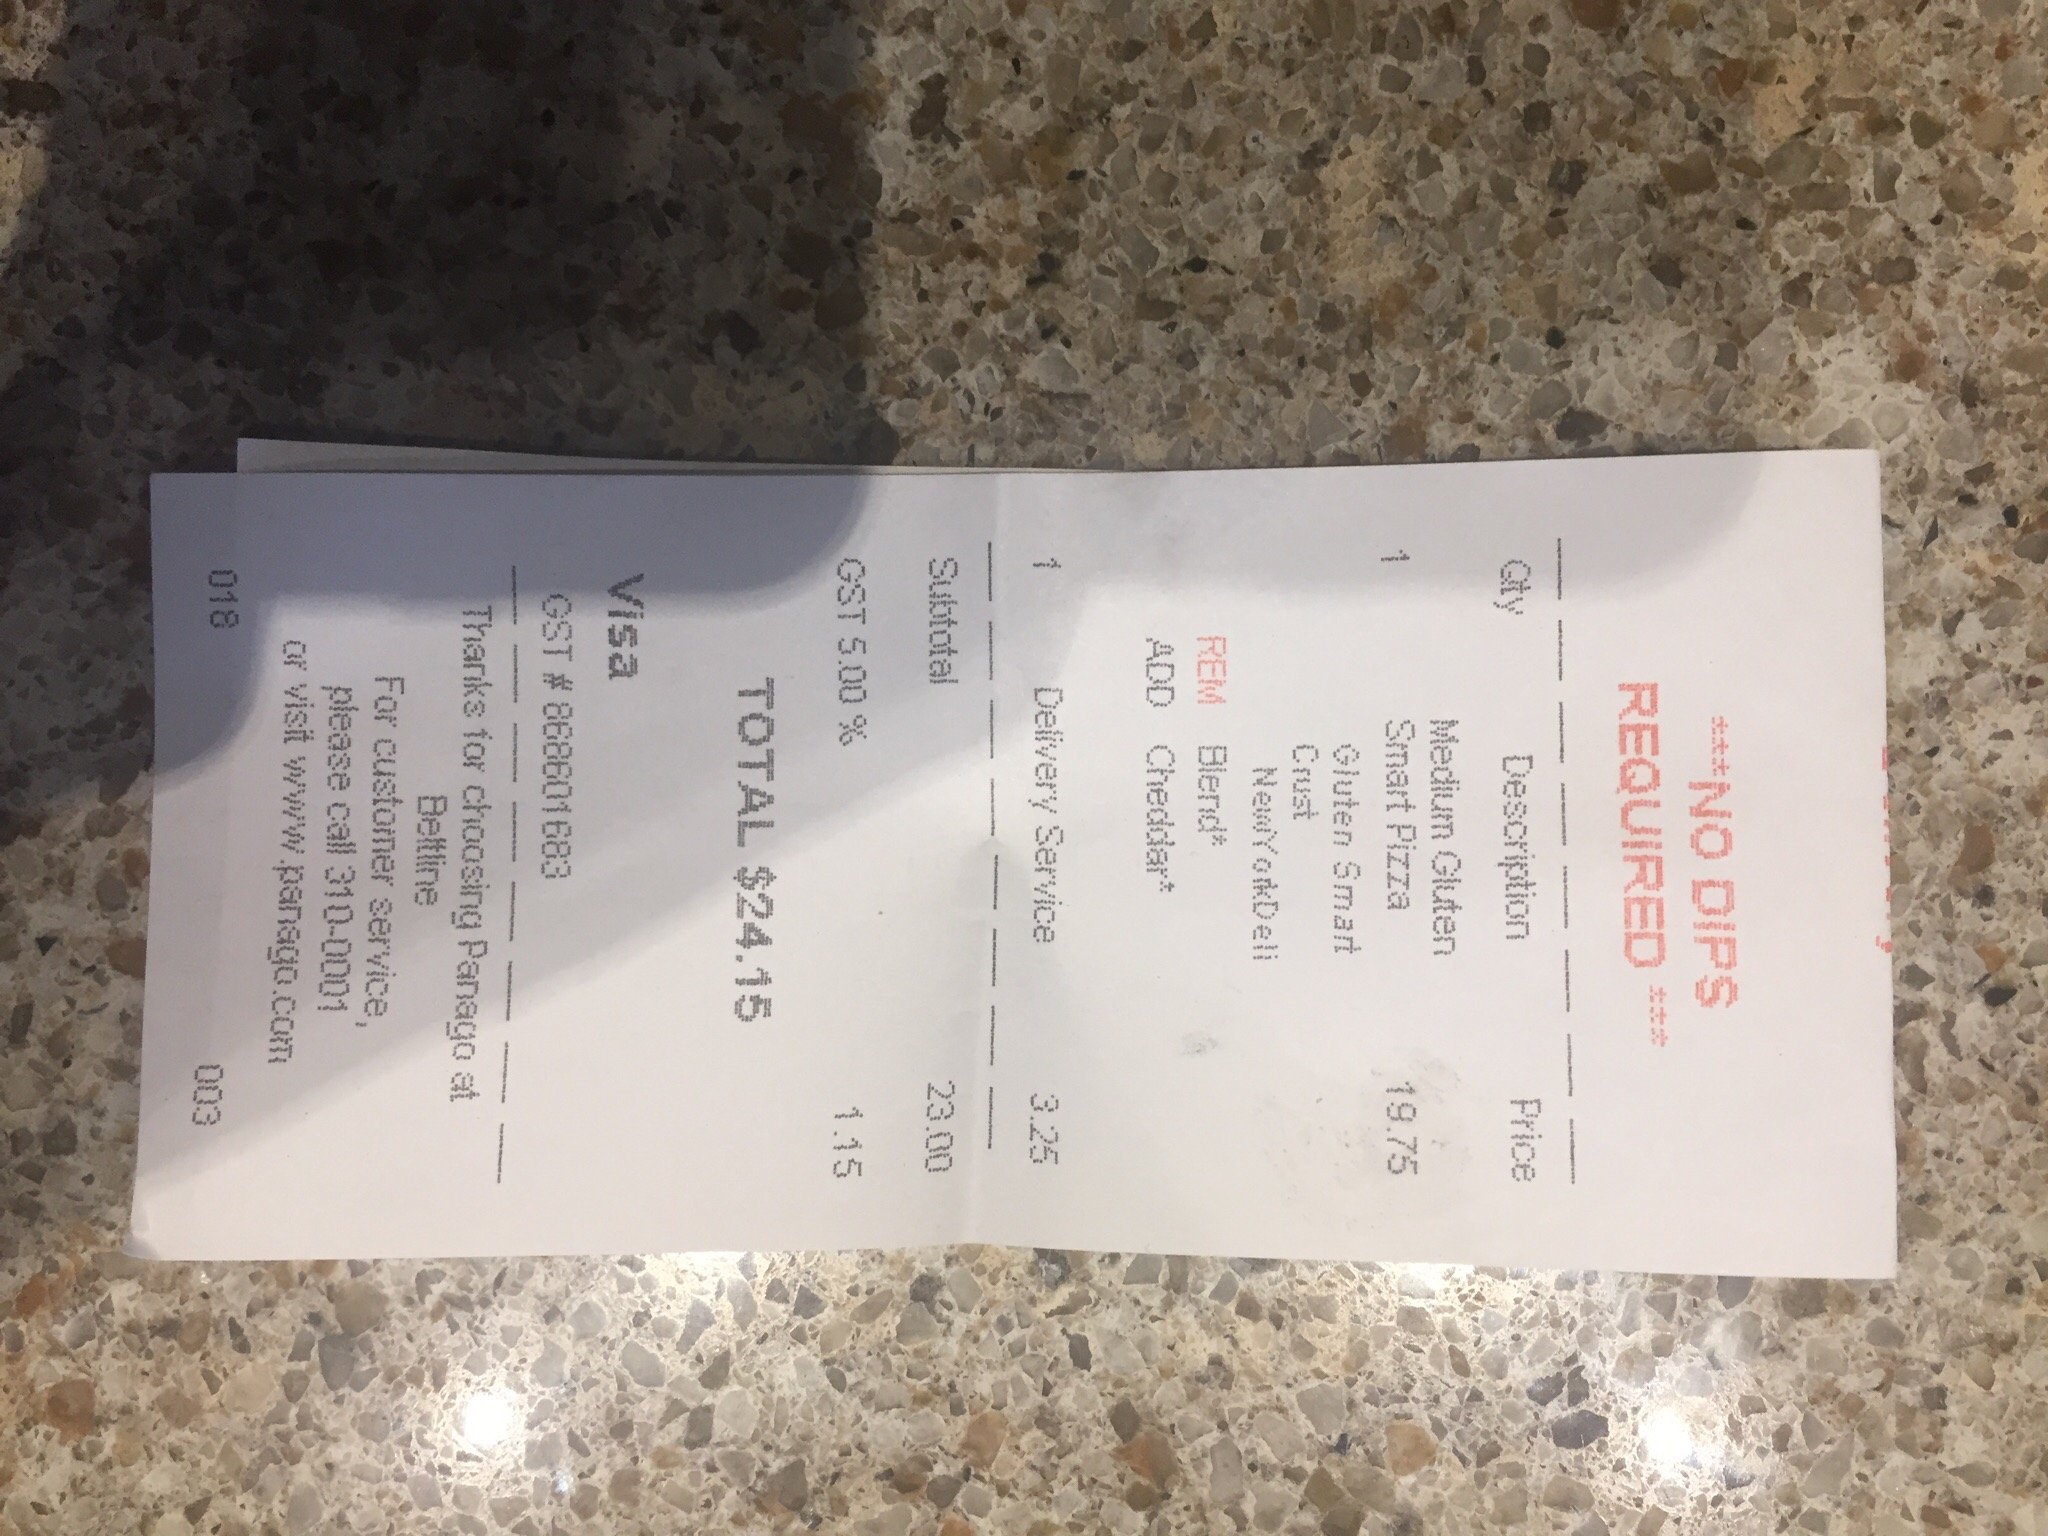 ***NO DIPS
REQUIRED ***
Qty Description Price
1 Medium Gluten
Smart Pizza 19.75
Gluten Smart
Crust
NewYorkDeli
REM Blend*
ADD Cheddar*
1 Delivery Service 3.25
Subtotal 23.00
GST 5.00 % 1.15
TOTAL $24.15
Visa
GST # 866601683
Thanks for choosing Panago at
Beltline
For customer service,
please call 310-0001
or visit www.panago.com
018 003